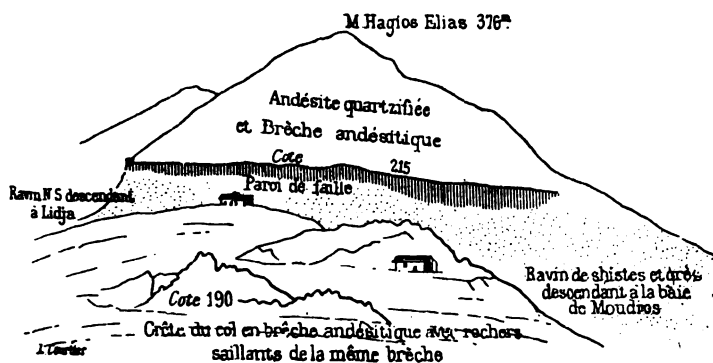 M Hagios Elias 376m.
Andésite quartzifiée
et Brèche andésitique
Cote 215
Paroi de faille
Ravin N S descendant
à Lidja
Ravin de shistes et grès
descendant à la baie
de Moudros
Cote 190
Crête du col en brèche andésitique aux rochers
saillants de la même brèche